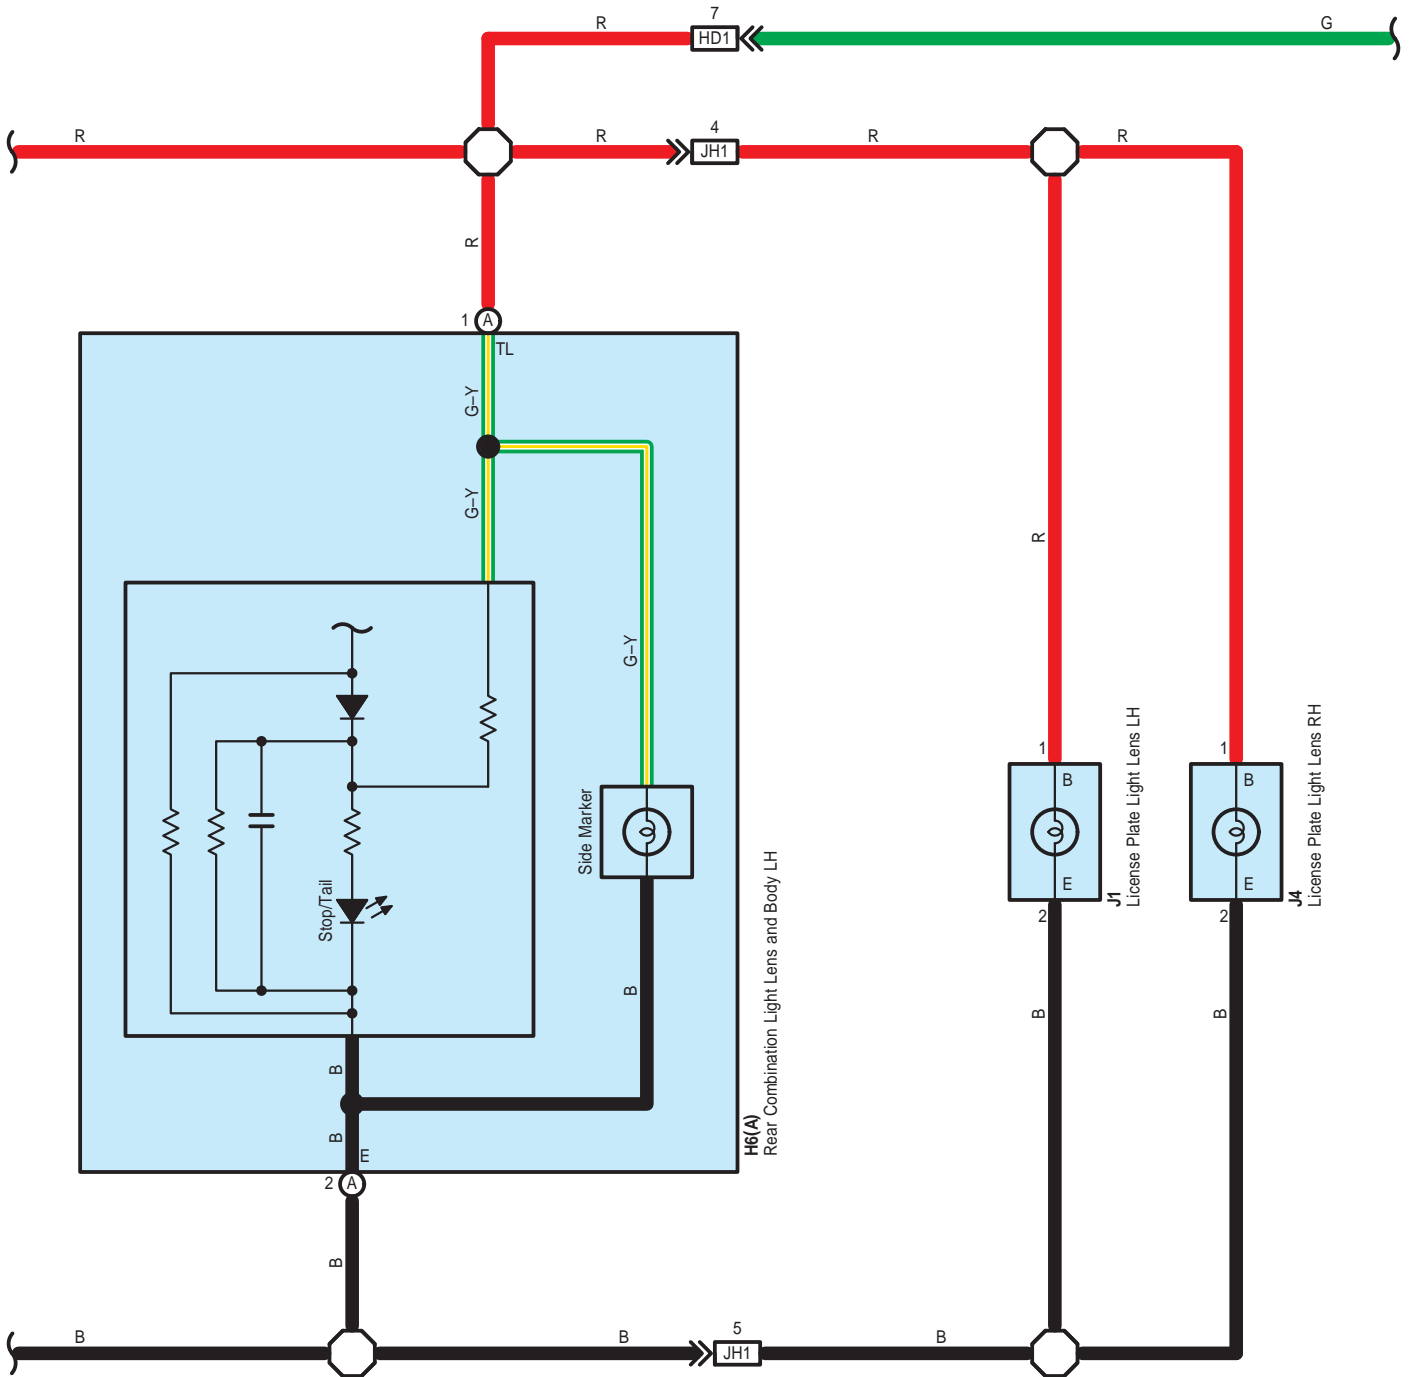 7
R
HD1
G
R
R
4
JH1
R
R
R
1
A
TL
G–Y
G–Y
G–Y
R
Side Marker
Stop/Tail
B
B
B
E
2
A
H6(A)
Rear Combination Light Lens and Body LH
1
B
E
2
J1
License Plate Light Lens LH
1
B
E
2
J4
License Plate Light Lens RH
B
B
B
B
B
5
JH1
B